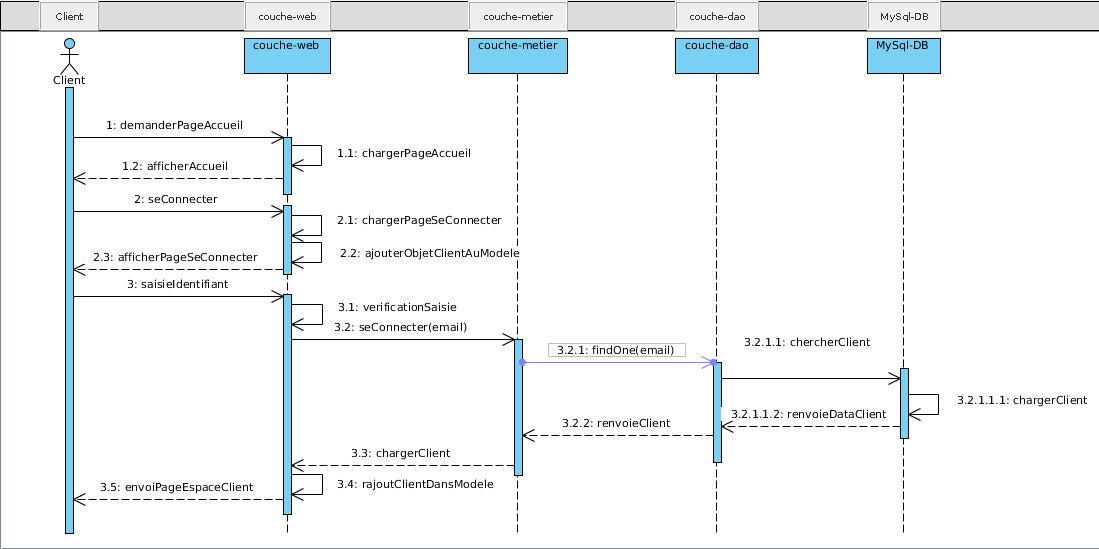 Client
couche-web
couche-metier
couche-dao
MySql-DB
couche-web
couche-metier
couche-dao
MySql-DB
Client
1: demanderPageAccueil
1.1: chargerPageAccueil
1.2: afficherAccueil
2: seConnecter
2.1: chargerPageSeConnecter
2.2: ajouterObjetClientAuModele
2.3: afficherPageSeConnecter
3: saisieIdentifiant
3.1: verificationSaisie
3.2: seConnecter(email)
3.2.1: findOne(email)
3.2.1.1: chercherClient
3.2.1.1.1: chargerClient
3.2.1.1.2: renvoieDataClient
3.2.2: renvoieClient
3.3: chargerClient
3.4: rajoutClientDansModele
3.5: envoiPageEspaceClient